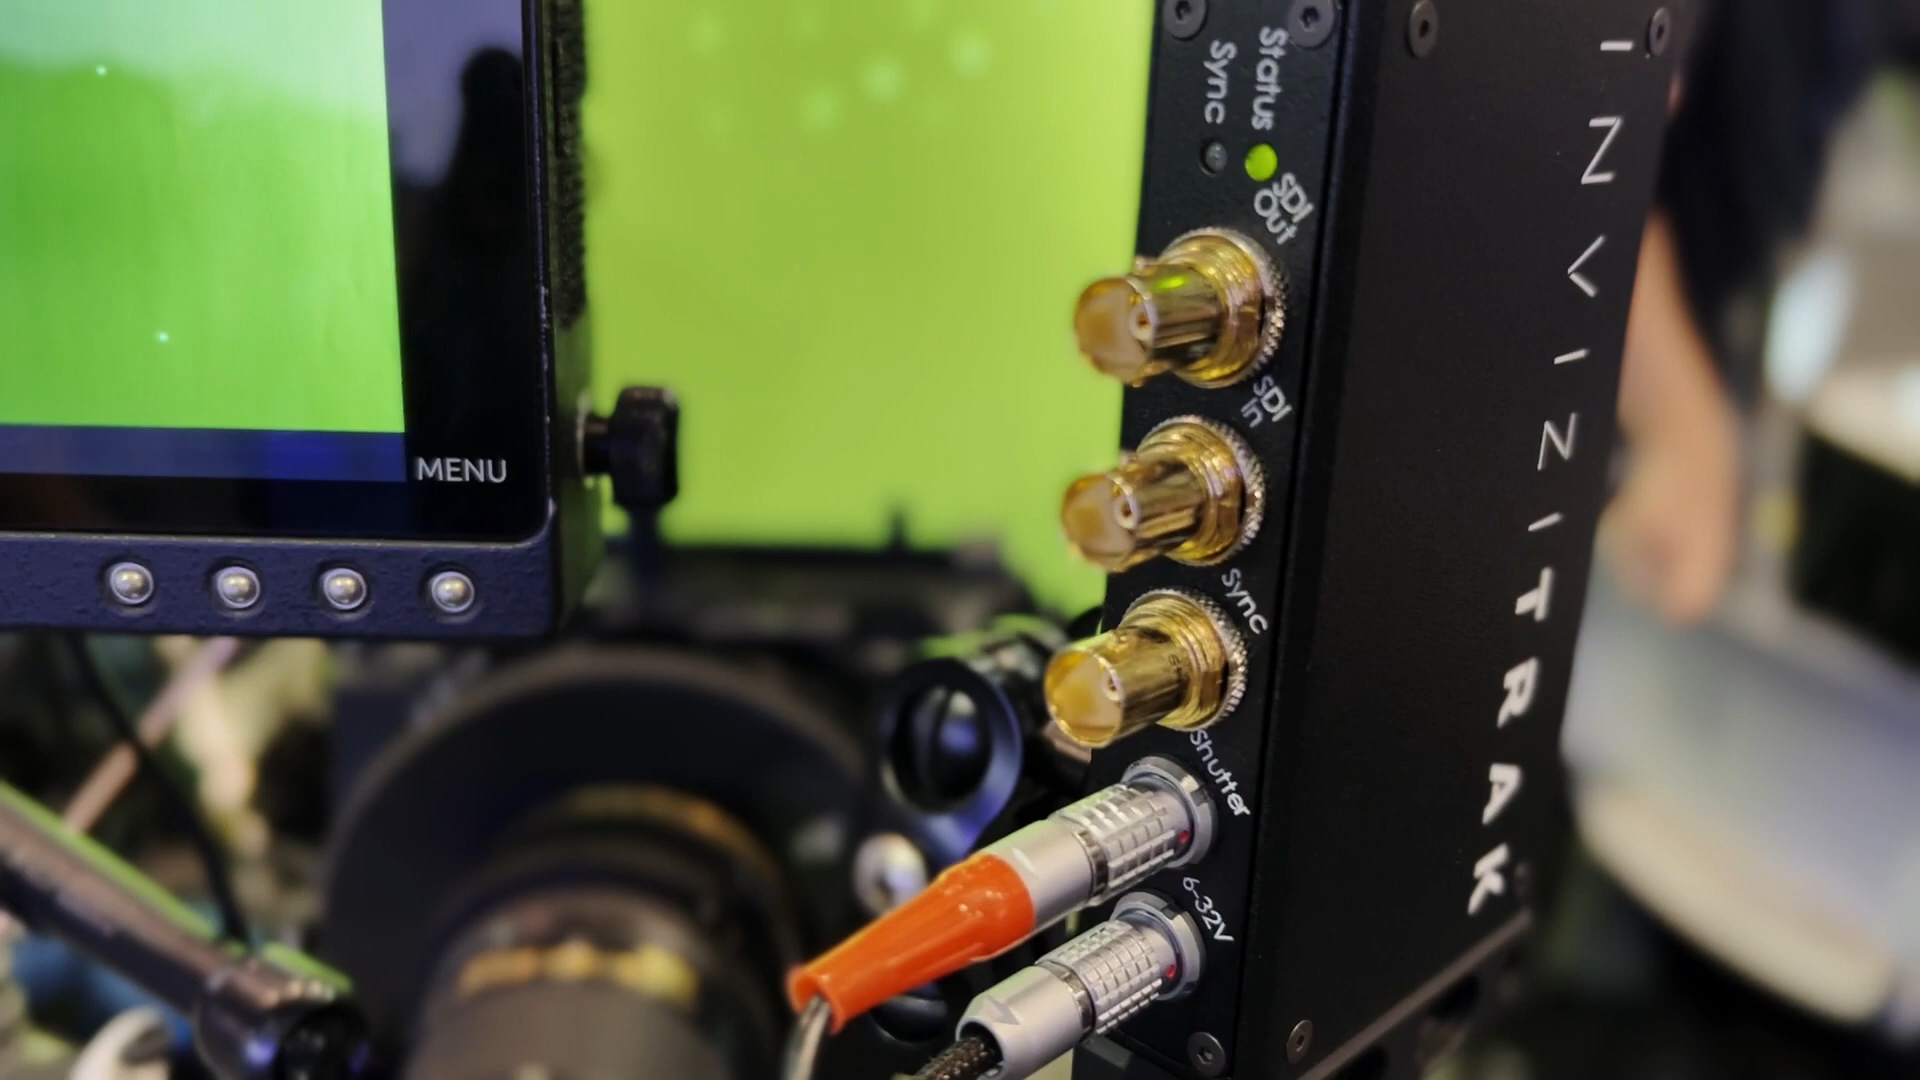 MENU
Status
Sync
SDI
Out
SDI
In
Sync
Shutter
6-32V
INVIZITRAK